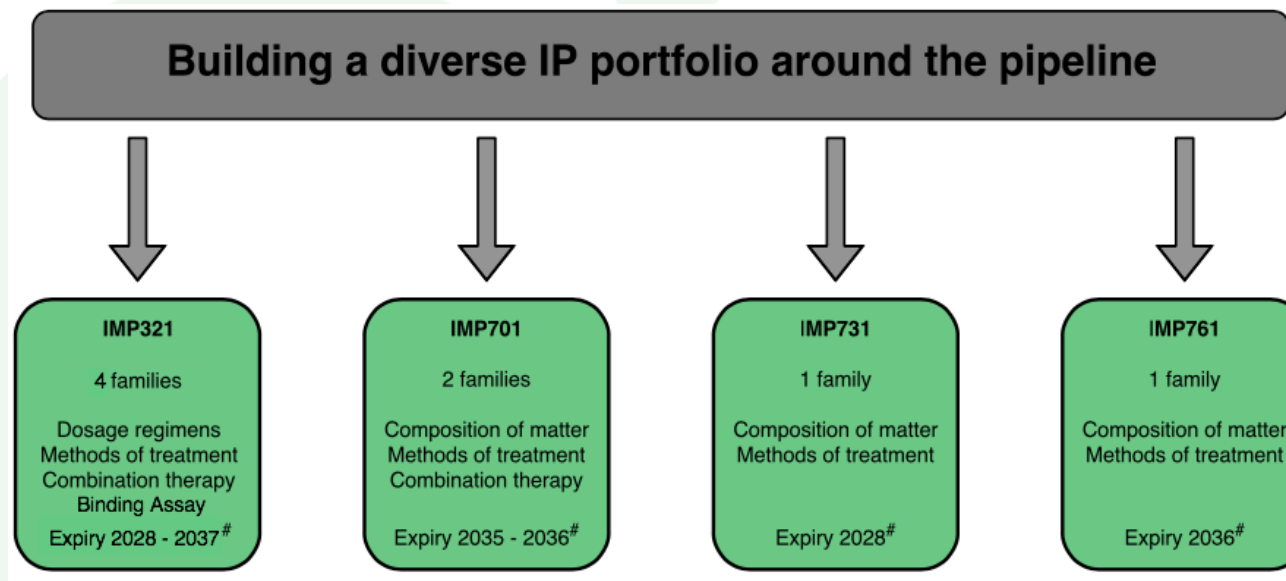 Building a diverse IP portfolio around the pipeline
IMP321
4 families
Dosage regimens
Methods of treatment
Combination therapy
Binding Assay
Expiry 2028 - 2037#
IMP701
2 families
Composition of matter
Methods of treatment
Combination therapy
Expiry 2035 - 2036#
IMP731
1 family
Composition of matter
Methods of treatment
Expiry 2028#
IMP761
1 family
Composition of matter
Methods of treatment
Expiry 2036#